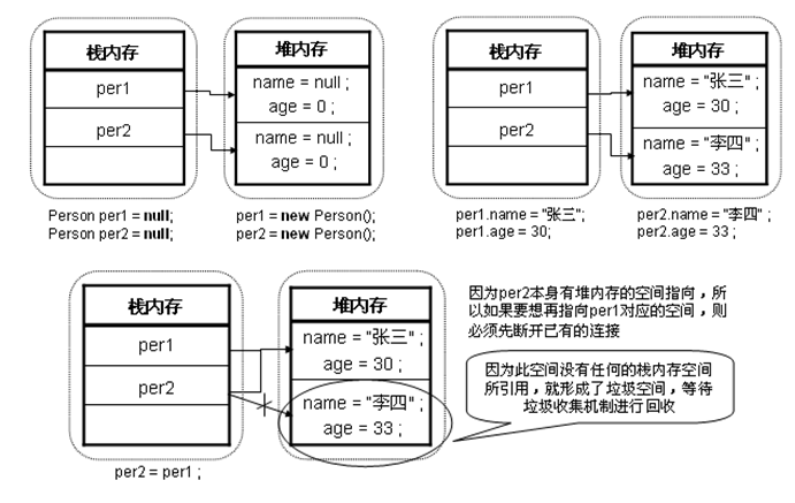 栈内存
堆内存
per1
name = null ;
age = 0 ;
per2
name = null ;
age = 0 ;
Person per1 = null;
Person per2 = null;
per1 = new Person();
per2 = new Person();
栈内存
堆内存
per1
name = "张三" ;
age = 30 ;
per2
name = "李四" ;
age = 33 ;
per1.name = "张三";
per1.age = 30;
per2.name = "李四" ;
per2.age = 33 ;
栈内存
堆内存
per1
name = "张三" ;
age = 30 ;
per2
name = "李四" ;
age = 33 ;
per2 = per1 ;
因为per2本身有堆内存的空间指向，所
以如果要想再指向per1对应的空间，则
必须先断开已有的连接
因为此空间没有任何的栈内存空间
所引用，就形成了垃圾空间，等待
垃圾收集机制进行回收